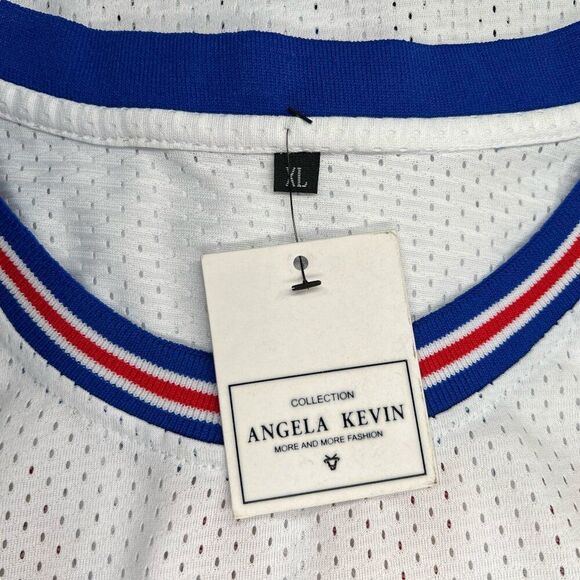 XL
COLLECTION
ANGELA KEVIN
MORE AND MORE FASHION